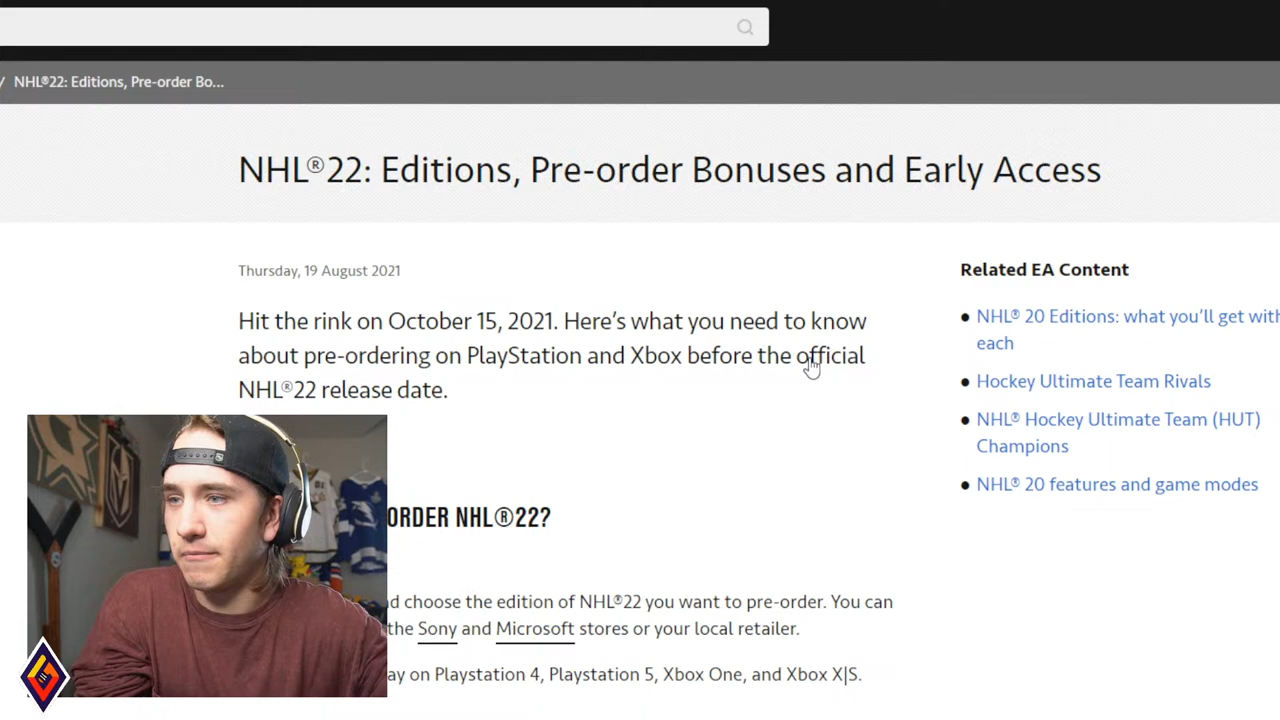 / NHL®22: Editions, Pre-order Bo...
NHL®22: Editions, Pre-order Bonuses and Early Access
Thursday, 19 August 2021
Hit the rink on October 15, 2021. Here's what you need to know
about pre-ordering on PlayStation and Xbox before the official
NHL®22 release date.
Related EA Content
NHL® 20 Editions: what you'll get with
each
Hockey Ultimate Team Rivals
NHL® Hockey Ultimate Team (HUT)
Champions
NHL® 20 features and game modes
ORDER NHL®22?
d choose the edition of NHL®22 you want to pre-order. You can
the Sony and Microsoft stores or your local retailer.
ay on Playstation 4, Playstation 5, Xbox One, and Xbox X|S.